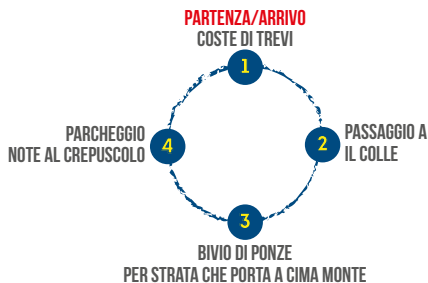 PARTENZA/ARRIVO
COSTE DI TREVI
1
2
PASSAGGIO A
IL COLLE
3
BIVIO DI PONZE
PER STRATA CHE PORTA A CIMA MONTE
4
PARCHEGGIO
NOTE AL CREPUSCOLO